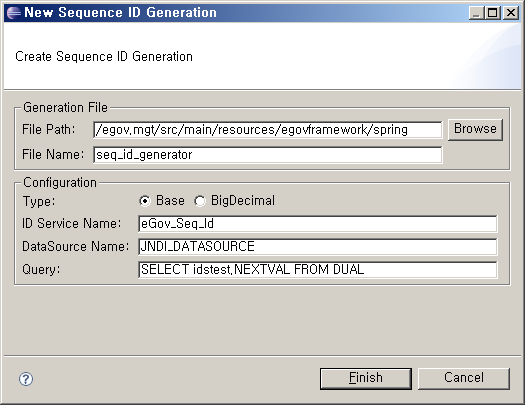 New Sequence ID Generation
Create Sequence ID Generation
Generation File
File Path: /egov.mgt/src/main/resources/egovframework/spring Browse
File Name: seq_id_generator
Configuration
Type: Base BigDecimal
ID Service Name: eGov_Seq_Id
DataSource Name: JNDI_DATASOURCE
Query: SELECT idstest.NEXTVAL FROM DUAL
? Finish Cancel